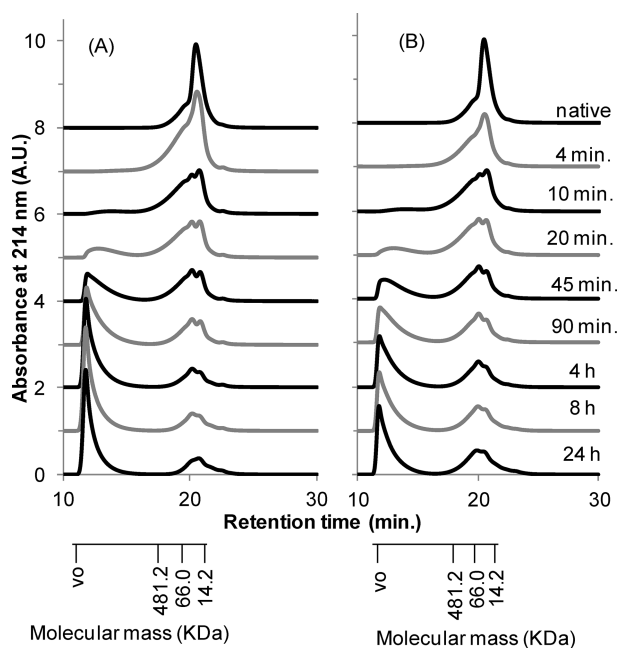 (A)
(B)
Absorbance at 214 nm (A.U.)
10
8
6
4
2
0
native
4 min.
10 min.
20 min.
45 min.
90 min.
4 h
8 h
24 h
10 20 30 10 20 30
Retention time (min.)
vo 481.2 66.0 14.2
vo 481.2 66.0 14.2
Molecular mass (KDa)
Molecular mass (KDa)